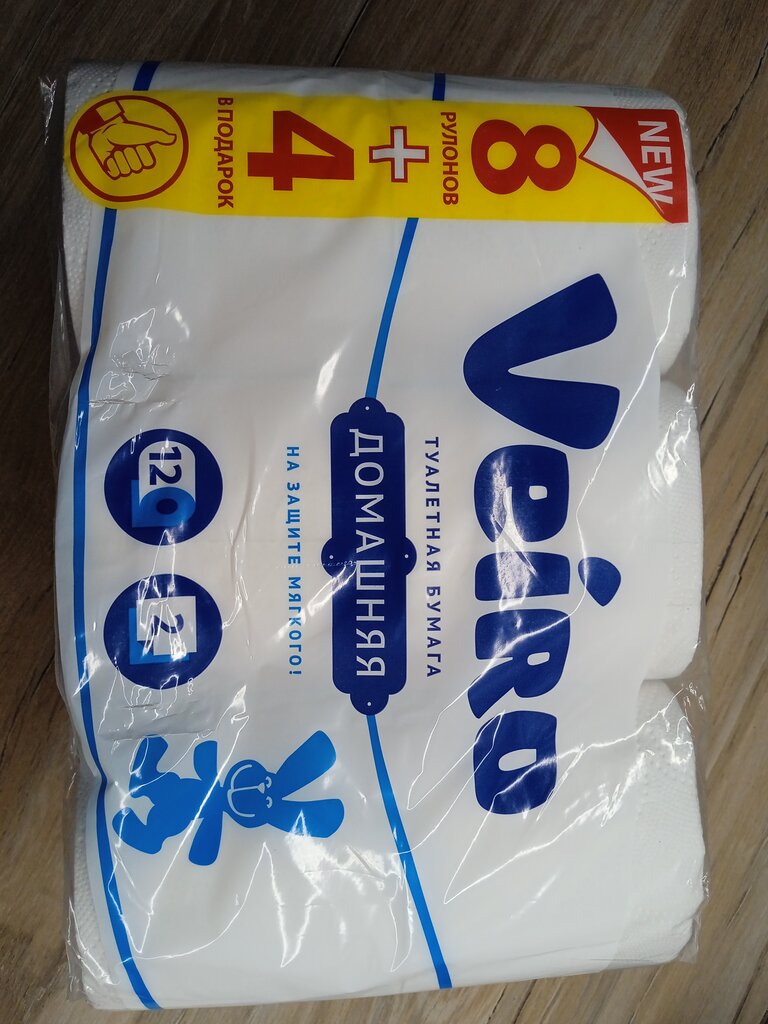 NEW
8
РУЛОНОВ
+
4
В ПОДАРОК
Veiro
ТУАЛЕТНАЯ БУМАГА
ДОМАШНЯЯ
НА ЗАЩИТЕ МЯГКОГО!
12
2